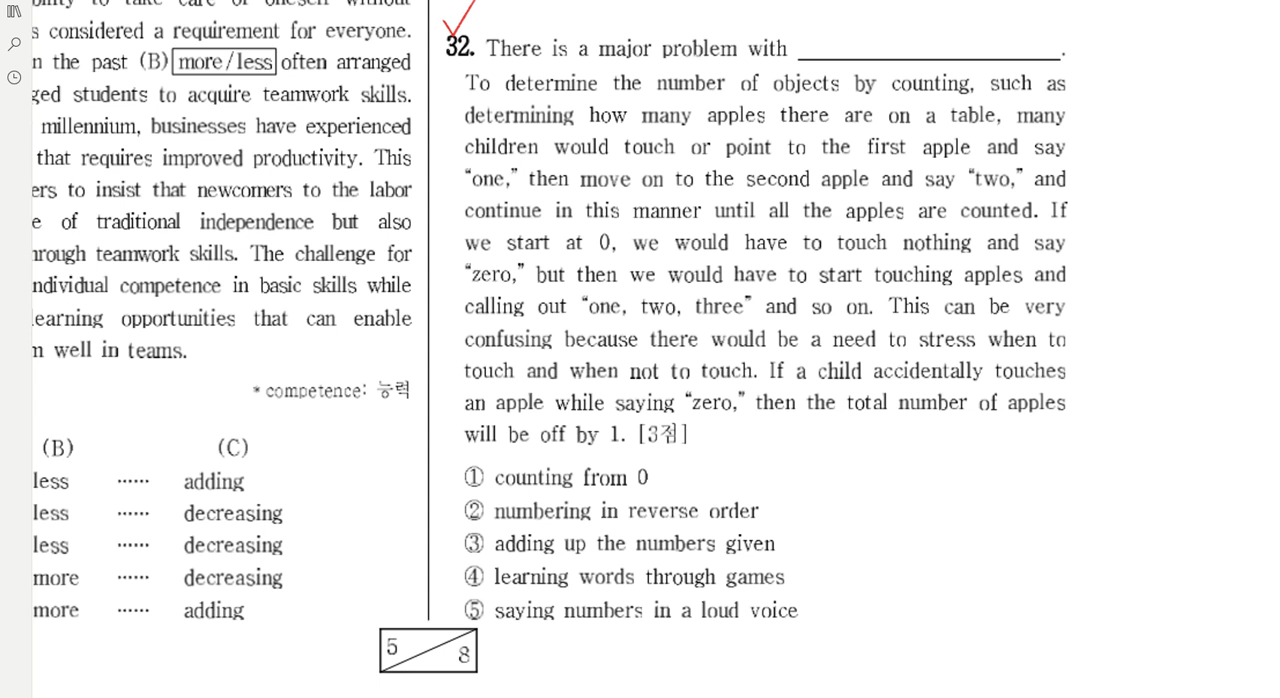 considered a requirement for everyone.
the past (B) more/less often arranged
students to acquire teamwork skills.
millennium, businesses have experienced
that requires improved productivity. This
to insist that newcomers to the labor
of traditional independence but also
teamwork skills. The challenge for
competence in basic skills while
opportunities that can enable
well in teams.
* competence: 능력
(B) (C)
less ······ adding
less ······ decreasing
less ······ decreasing
more ······ decreasing
more ······ adding
32. There is a major problem with ____________________.
To determine the number of objects by counting, such as
determining how many apples there are on a table, many
children would touch or point to the first apple and say
“one,” then move on to the second apple and say “two,” and
continue in this manner until all the apples are counted. If
we start at 0, we would have to touch nothing and say
“zero,” but then we would have to start touching apples and
calling out “one, two, three” and so on. This can be very
confusing because there would be a need to stress when to
touch and when not to touch. If a child accidentally touches
an apple while saying “zero,” then the total number of apples
will be off by 1. [3점]
① counting from 0
② numbering in reverse order
③ adding up the numbers given
④ learning words through games
⑤ saying numbers in a loud voice
5 8